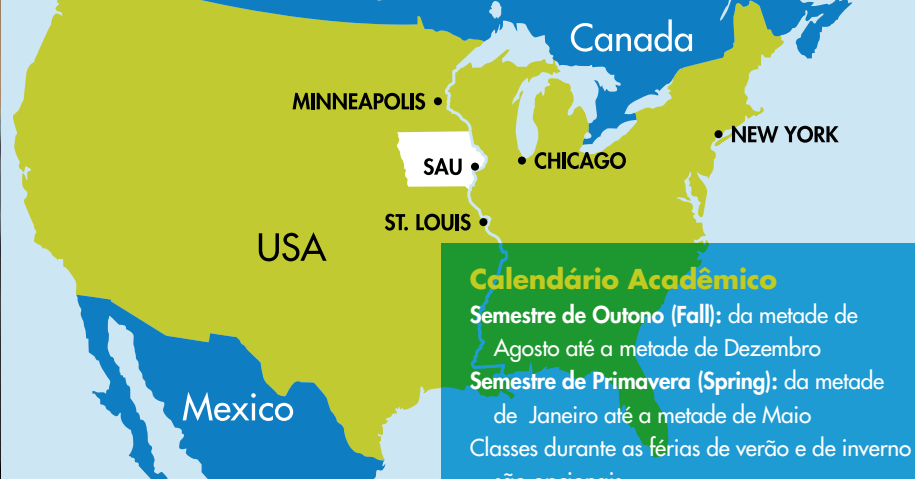 Canada
MINNEAPOLIS
NEW YORK
SAU
CHICAGO
ST. LOUIS
USA
Calendário Acadêmico
Semestre de Outono (Fall): da metade de
Agosto até a metade de Dezembro
Semestre de Primavera (Spring): da metade
de Janeiro até a metade de Maio
Classes durante as férias de verão e de inverno
são opcionais
Mexico